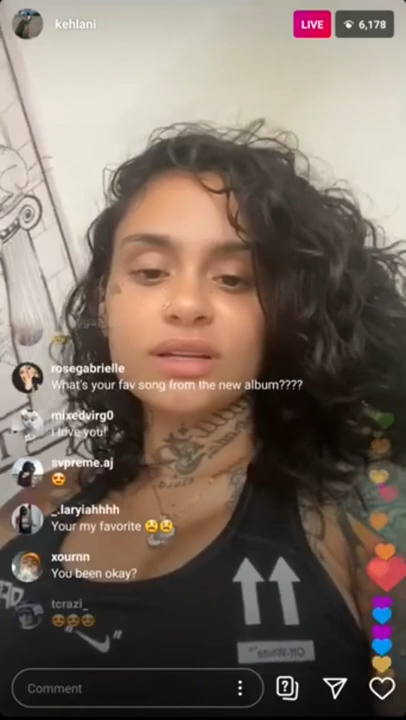 kehlani
LIVE
6,178
rosegabrielle
What's your fav song from the new album????
mixedvirg0
I love you!
svpreme.aj
😍
_.laryiahhhh
Your my favorite 😫😫
xournn
You been okay?
tcrazi_
😍😍😍
Comment